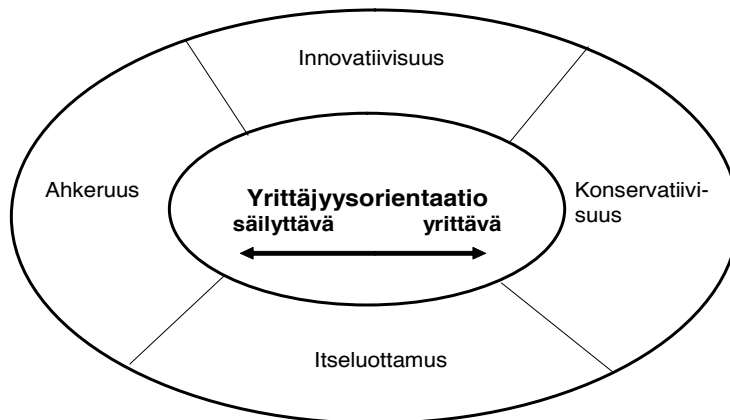 Innovatiivisuus
Ahkeruus
Yrittäjyysorientaatio
säilyttävä yrittävä
Konservatiivi-
suus
Itseluottamus